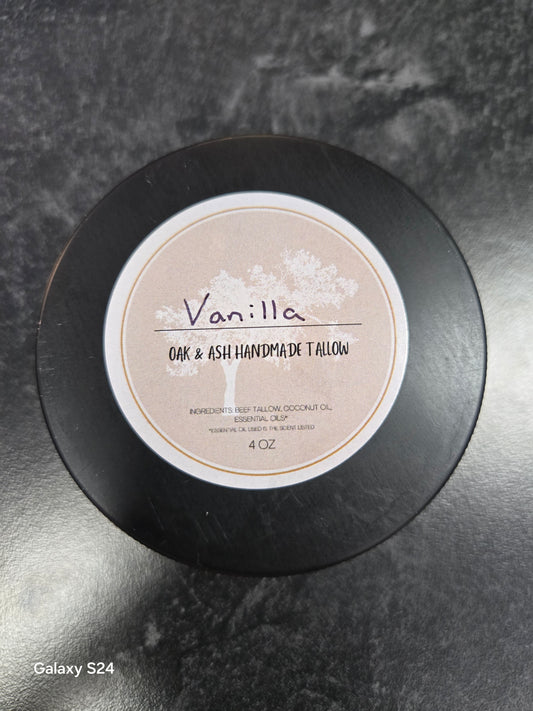 Vanilla
OAK & ASH HANDMADE TALLOW
INGREDIENTS: BEEF TALLOW, COCONUT OIL,
ESSENTIAL OILS*
*ESSENTIAL OIL USED IS THE SCENT LISTED
4 OZ
Galaxy S24